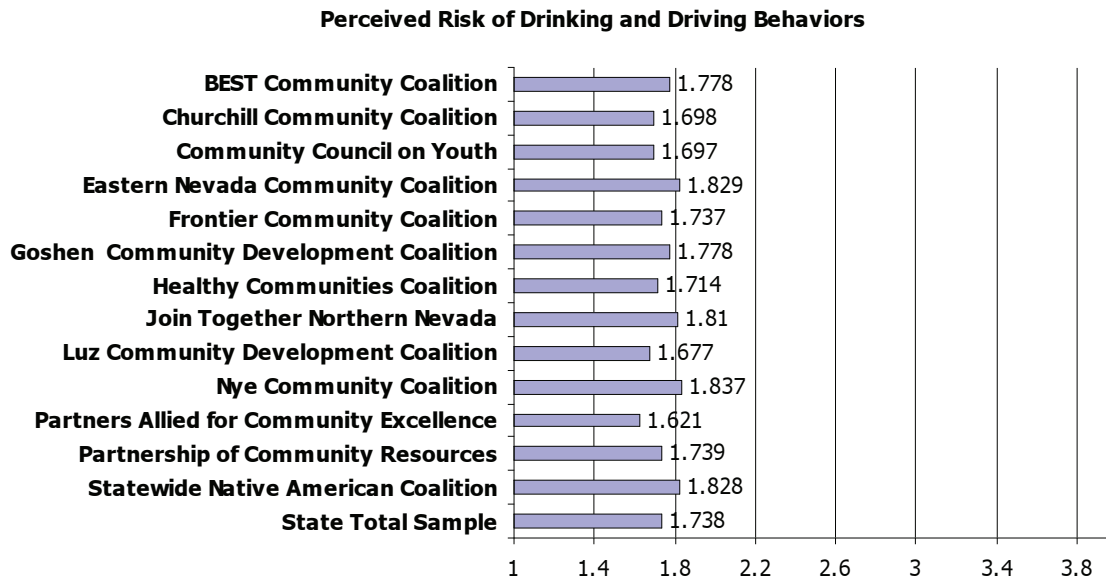 Perceived Risk of Drinking and Driving Behaviors
BEST Community Coalition 1.778
Churchill Community Coalition 1.698
Community Council on Youth 1.697
Eastern Nevada Community Coalition 1.829
Frontier Community Coalition 1.737
Goshen Community Development Coalition 1.778
Healthy Communities Coalition 1.714
Join Together Northern Nevada 1.81
Luz Community Development Coalition 1.677
Nye Community Coalition 1.837
Partners Allied for Community Excellence 1.621
Partnership of Community Resources 1.739
Statewide Native American Coalition 1.828
State Total Sample 1.738
1 1.4 1.8 2.2 2.6 3 3.4 3.8